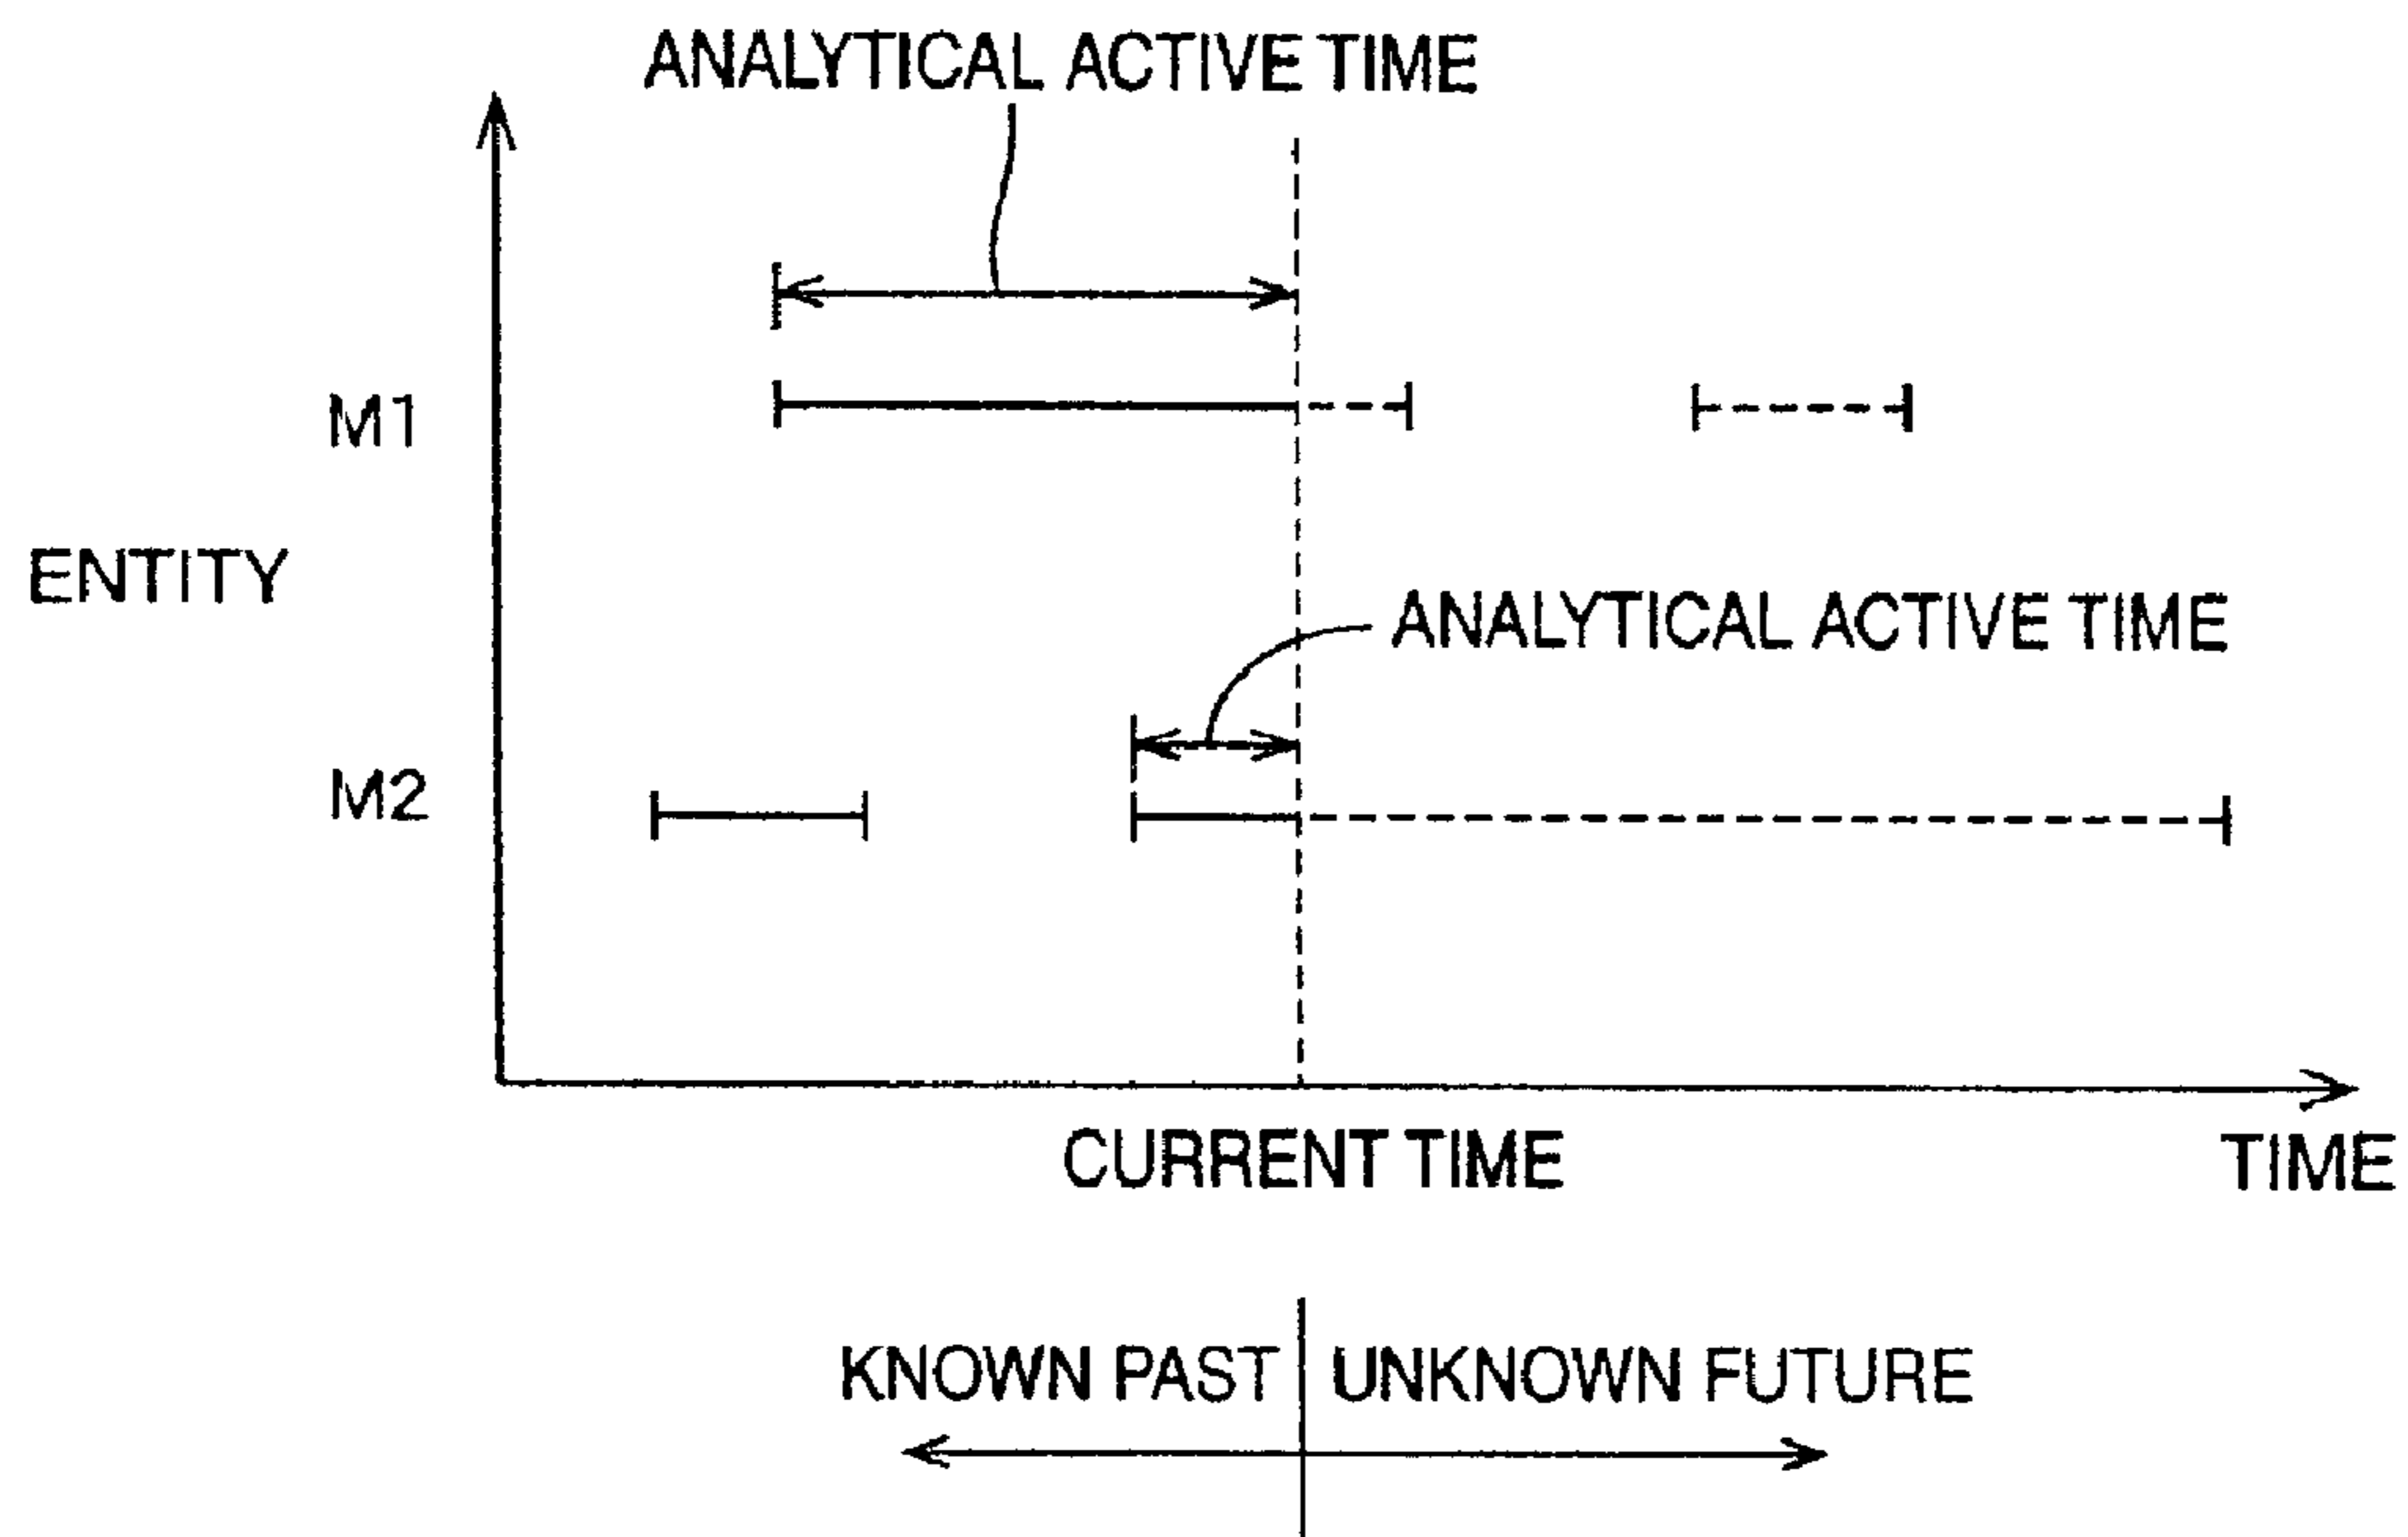 ANALYTICAL ACTIVE TIME
M1
ENTITY
ANALYTICAL ACTIVE TIME
M2
CURRENT TIME
TIME
KNOWN PAST
UNKNOWN FUTURE